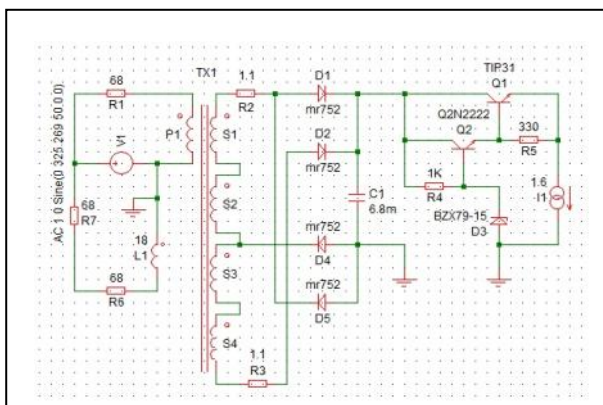 68
R1
TX1
1.1
R2
D1
mr752
TIP31
Q1
P1
S1
V1
AC 1 0 Sine(0 325.269 50 0 0)
D2
mr752
Q2N2222
Q2
330
R5
68
R7
S2
C1
6.8m
1K
R4
BZX79-15
D3
1.6
I1
18
L1
S3
D4
mr752
68
R6
mr752
D5
S4
1.1
R3